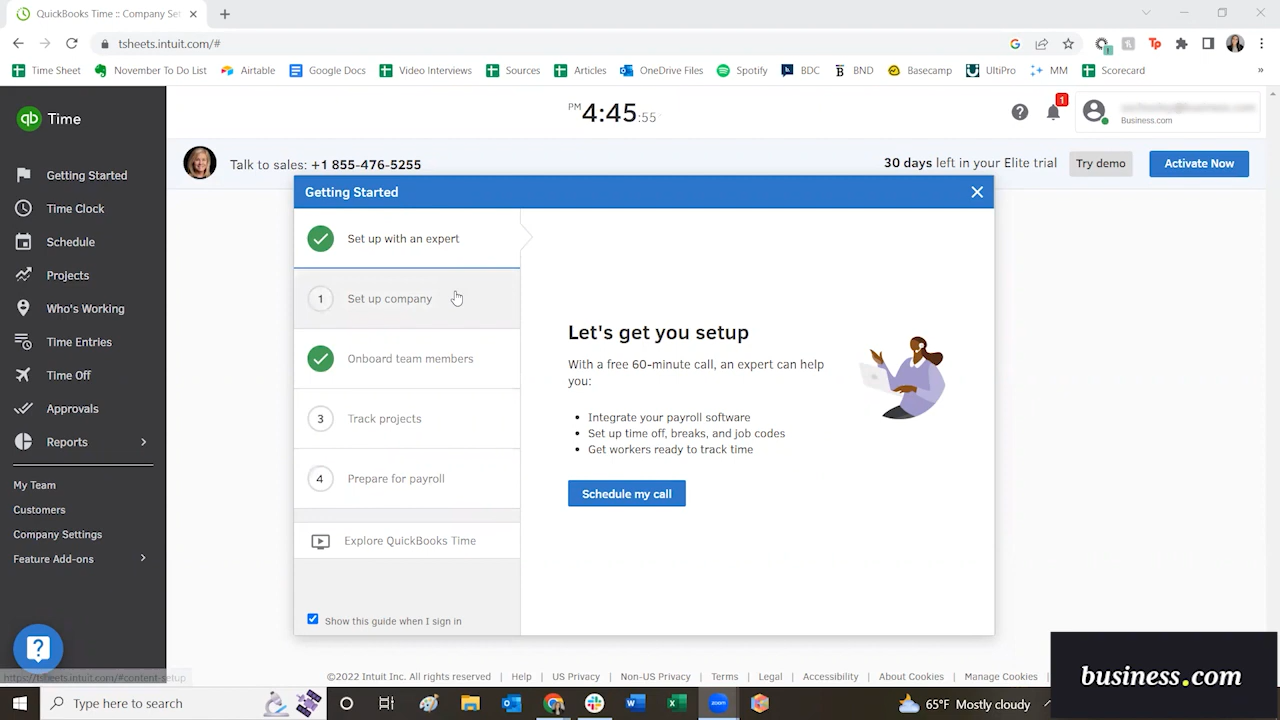 QuickBooks Time :: Company Set
tsheets.intuit.com/#
Time Sheet
November To Do List
Airtable
Google Docs
Video Interviews
Sources
Articles
OneDrive Files
Spotify
BDC
BND
Basecamp
UltiPro
MM
Scorecard
»
qb Time
PM 4:45:55
1
Business.com
Talk to sales: +1 855-476-5255
30 days left in your Elite trial
Try demo
Activate Now
Getting Started
Time Clock
Schedule
Projects
Who's Working
Time Entries
Time Off
Approvals
Reports
My Team
Customers
Company Settings
Feature Add-ons
Getting Started
Set up with an expert
1 Set up company
Onboard team members
3 Track projects
4 Prepare for payroll
Explore QuickBooks Time
Show this guide when I sign in
Let's get you setup
With a free 60-minute call, an expert can help
you:
• Integrate your payroll software
• Set up time off, breaks, and job codes
• Get workers ready to track time
Schedule my call
https://tsheets.intuit.com/#content-setup
©2022 Intuit Inc. All rights reserved.
Help
US Privacy
Non-US Privacy
Terms
Legal
Accessibility
About Cookies
Manage Cookies
business.com
Type here to search
65°F Mostly cloudy